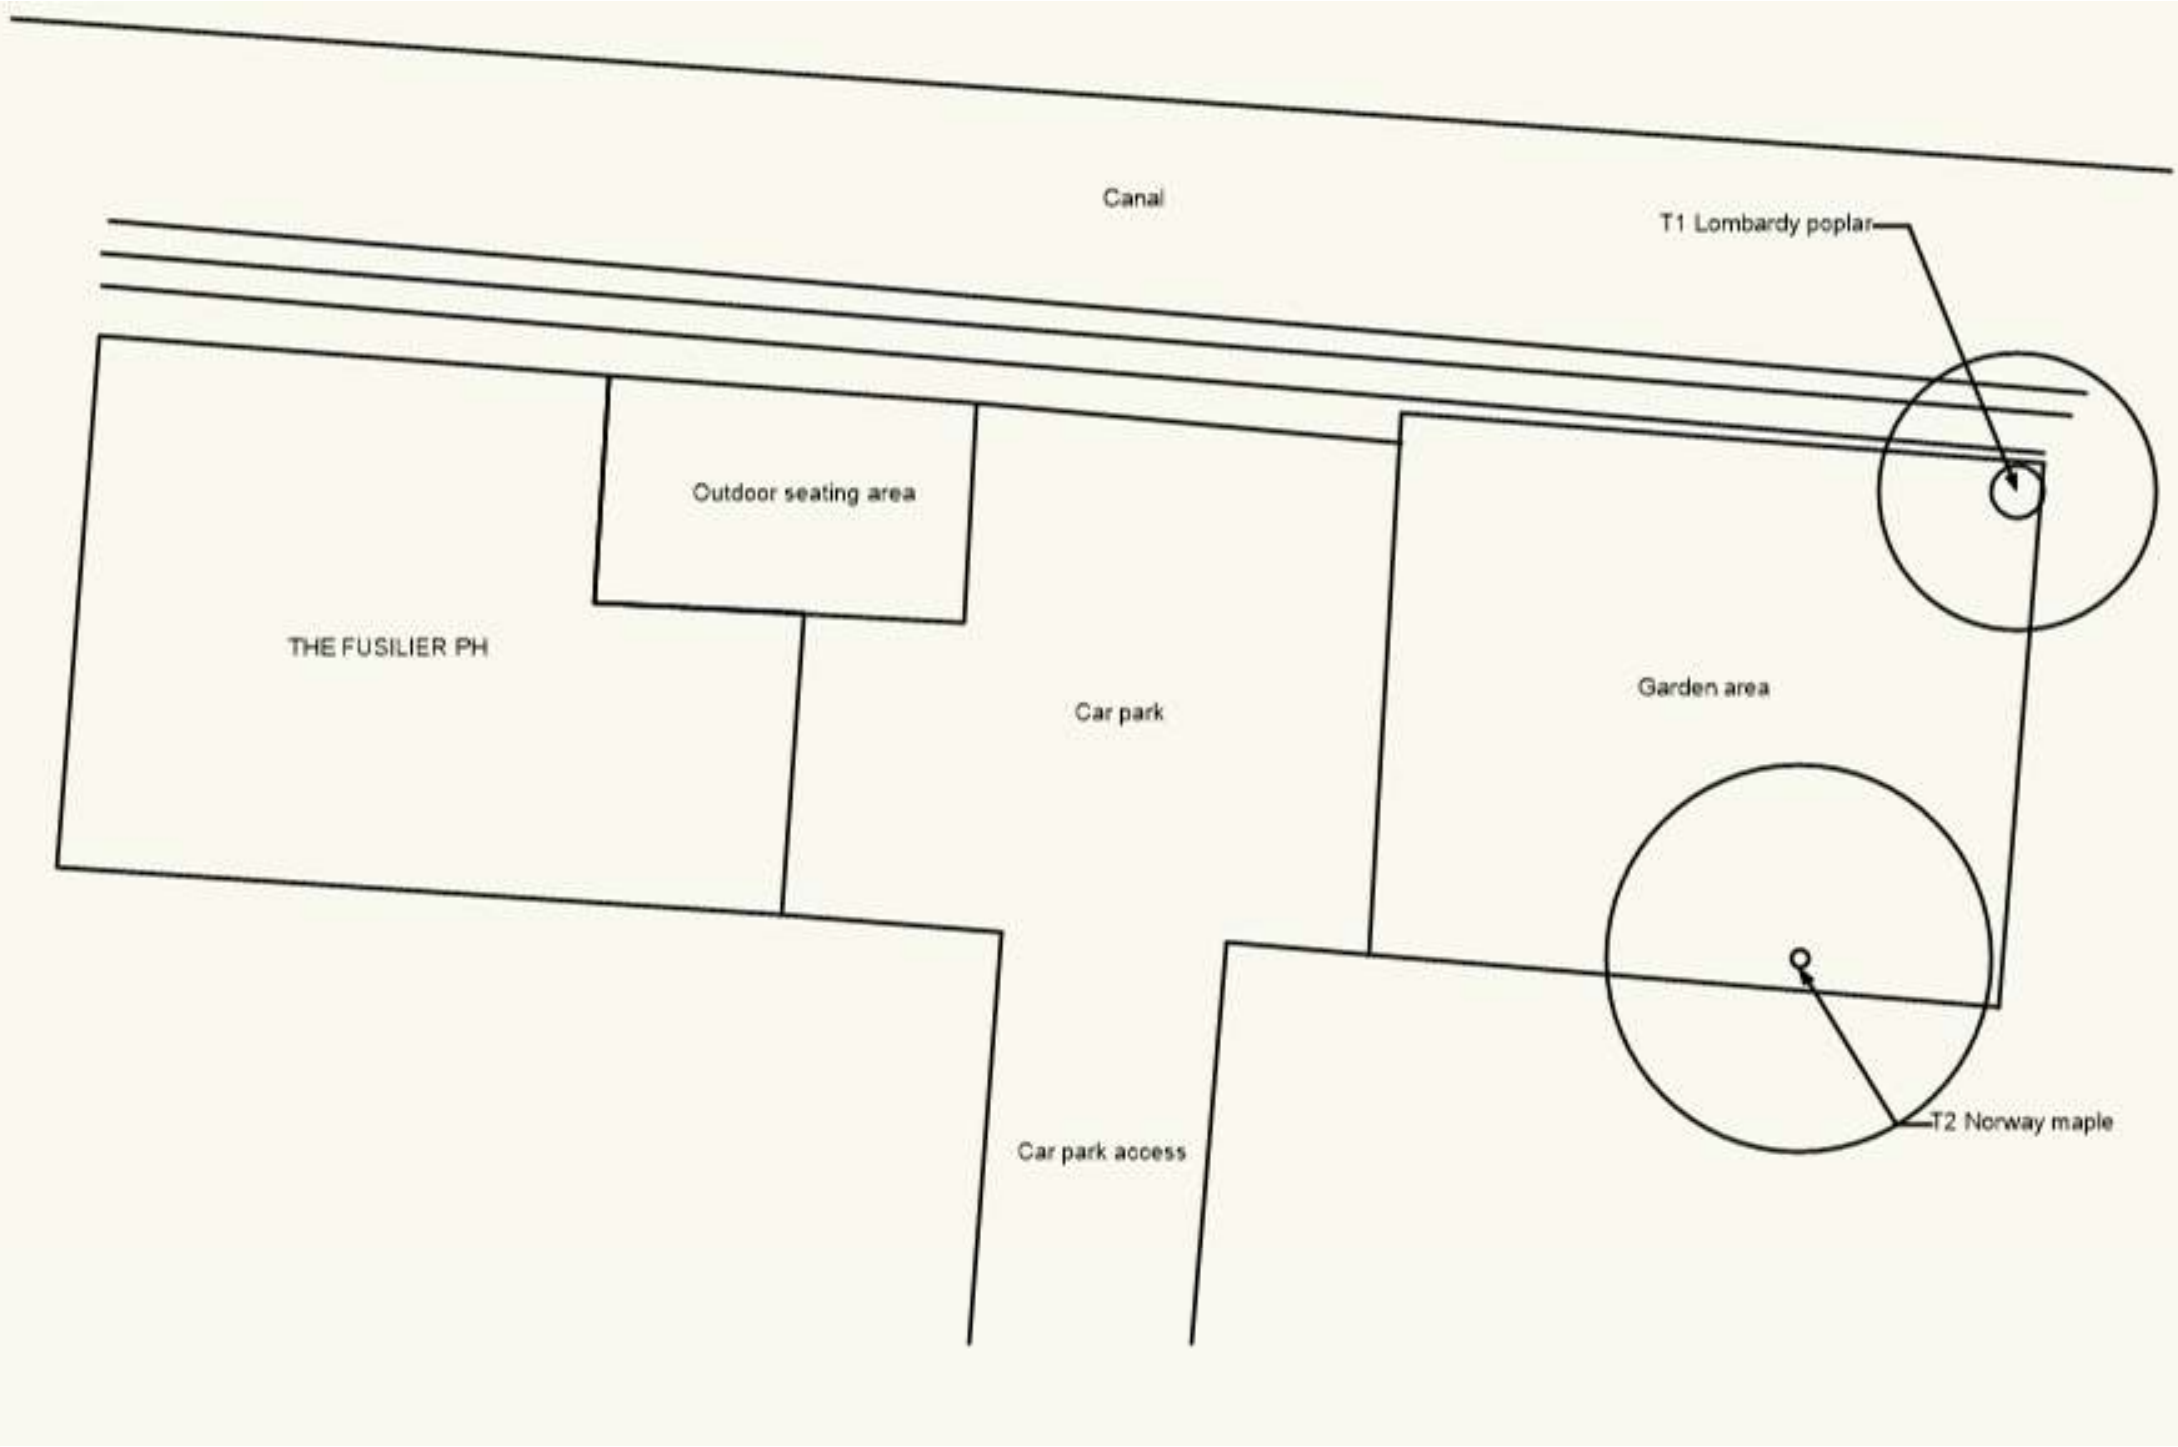 Canal
T1 Lombardy poplar
Outdoor seating area
THE FUSILIER PH
Garden area
Car park
T2 Norway maple
Car park access